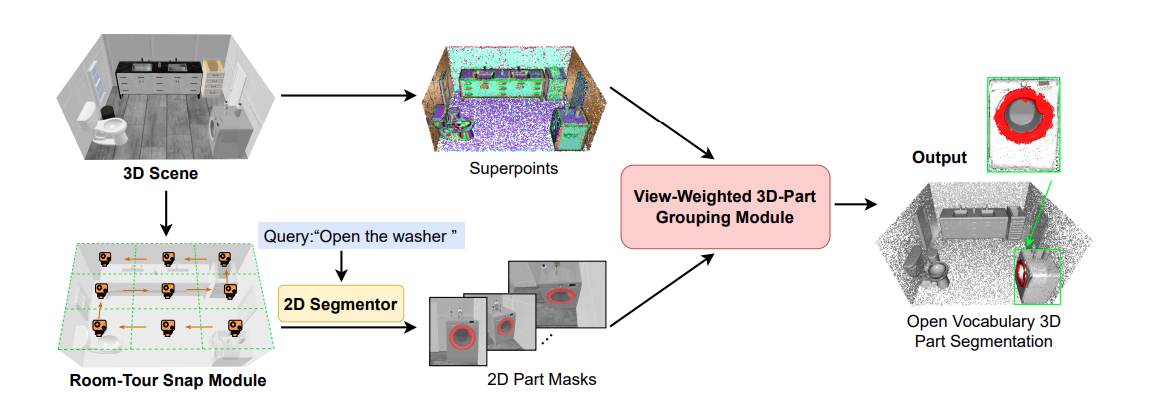 3D Scene
Superpoints
Query:“Open the washer ”
2D Segmentor
Room-Tour Snap Module
2D Part Masks
View-Weighted 3D-Part
Grouping Module
Output
Open Vocabulary 3D
Part Segmentation